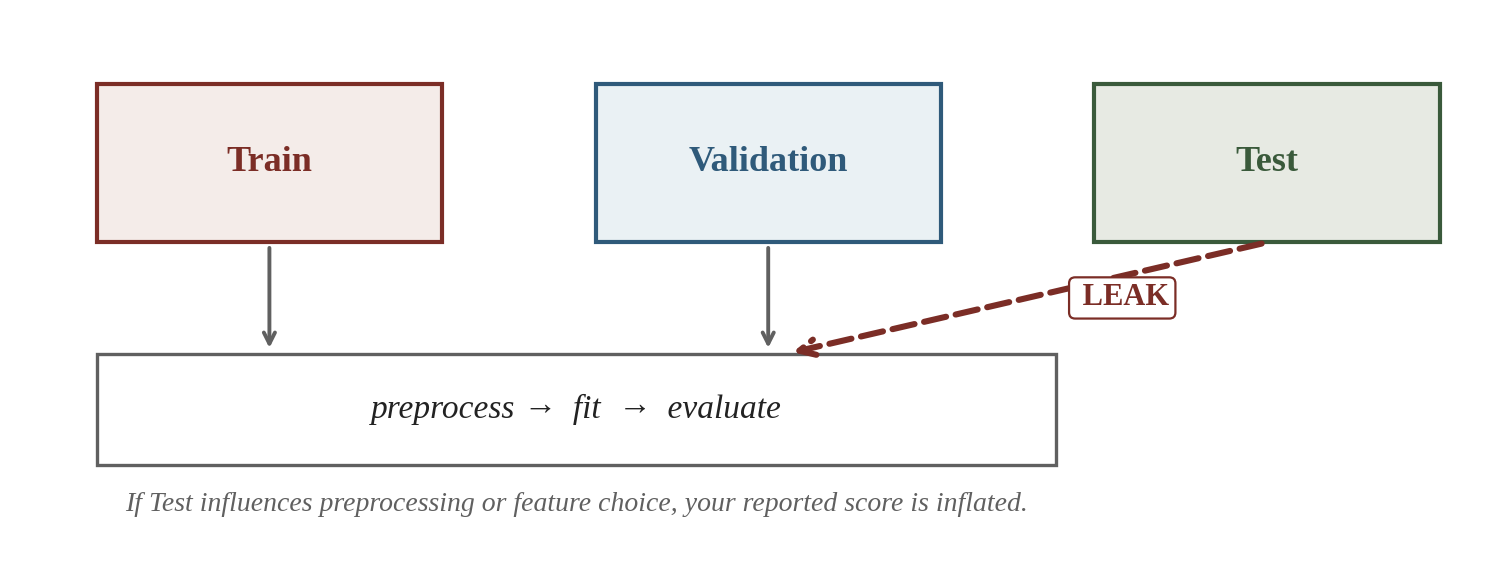 Train
Validation
Test
LEAK
preprocess → fit → evaluate
If Test influences preprocessing or feature choice, your reported score is inflated.